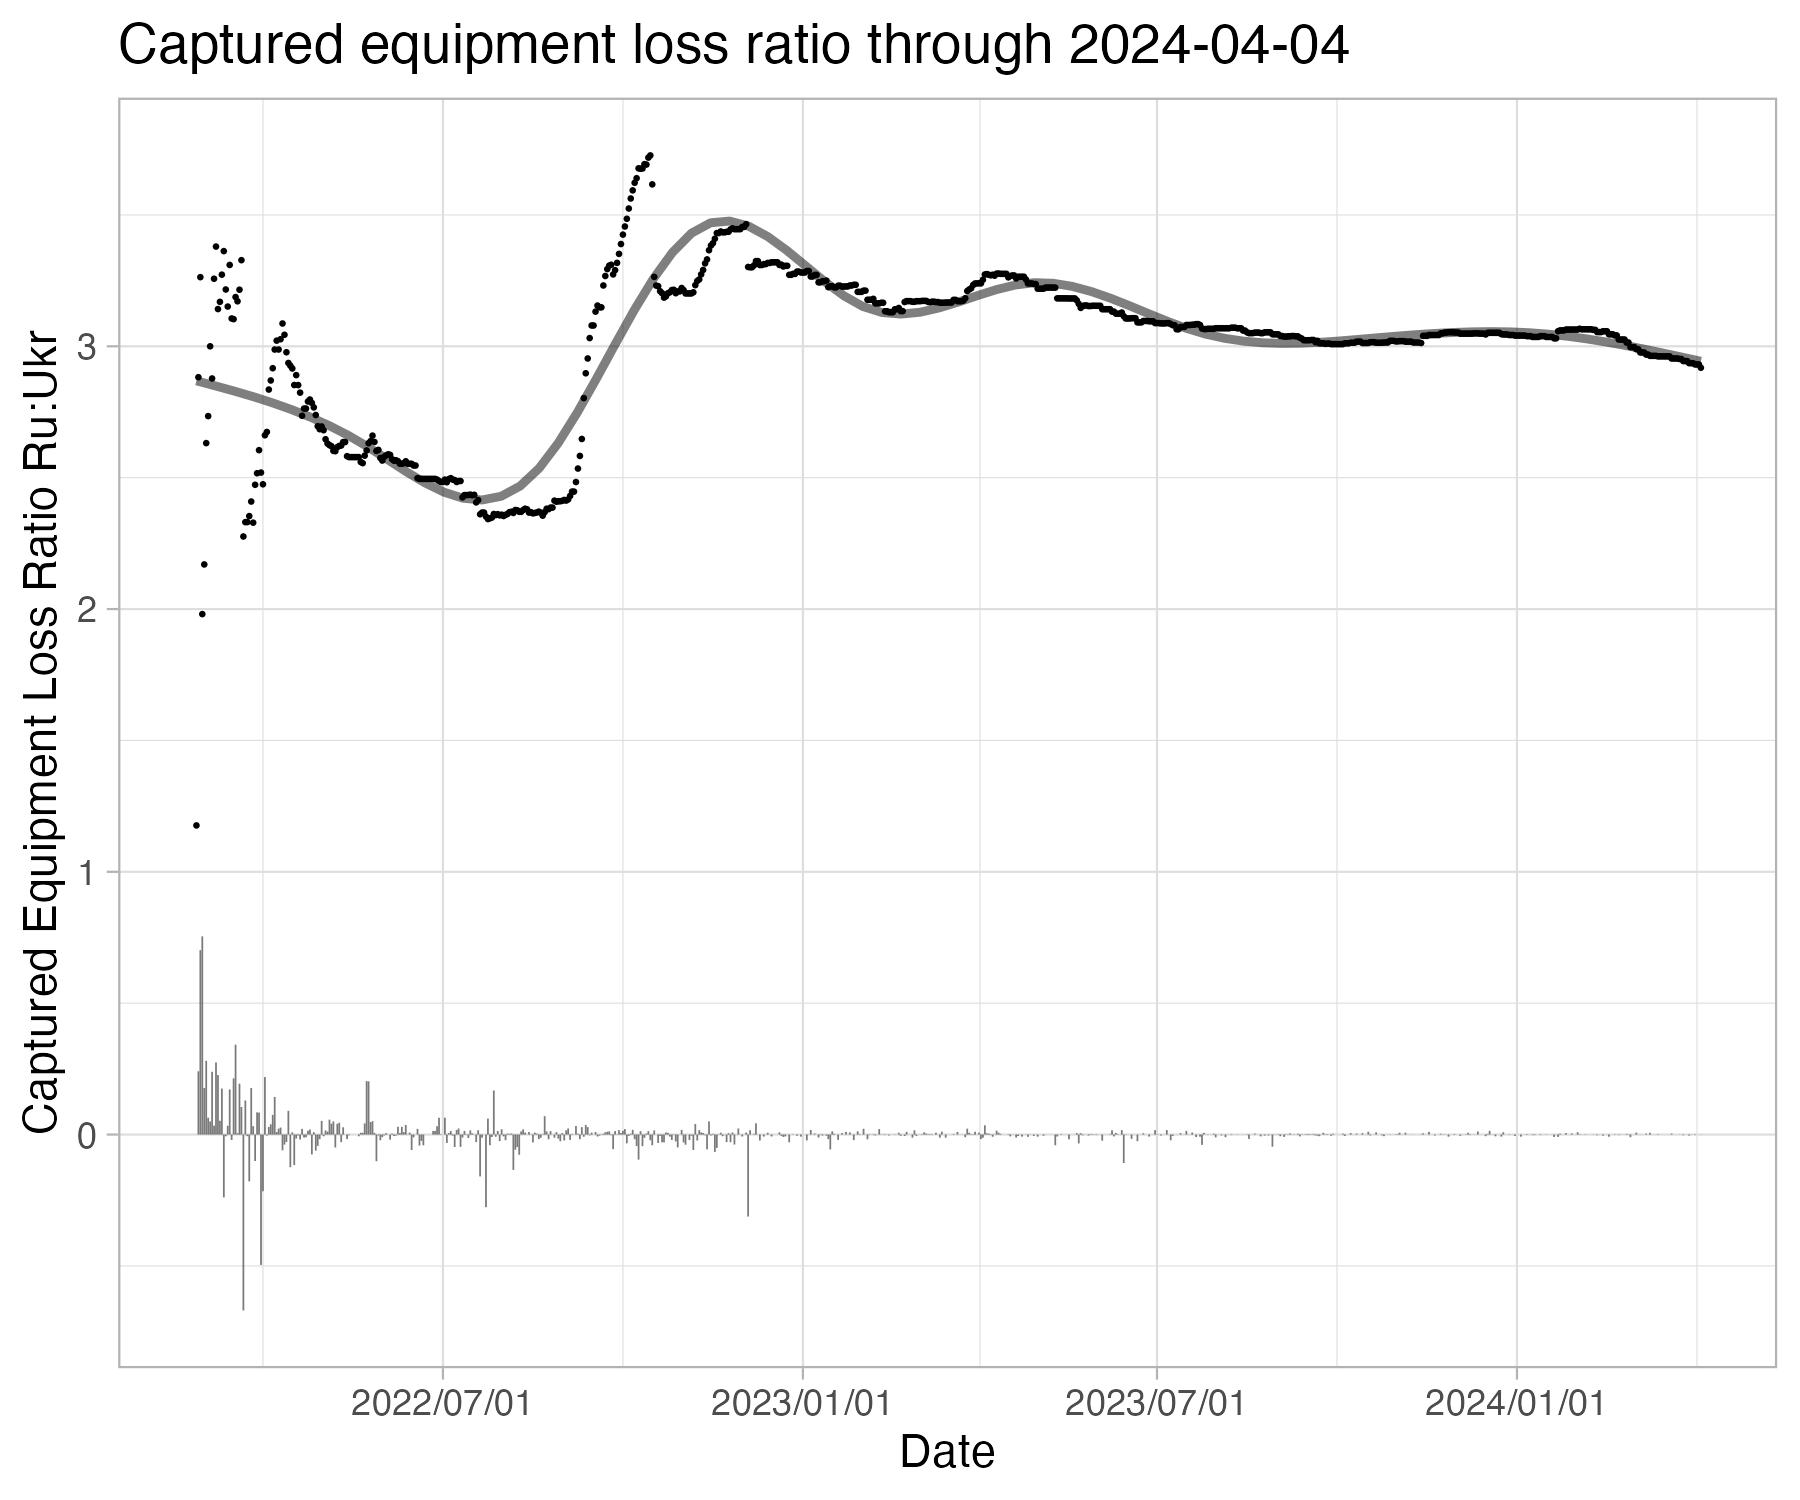 Captured equipment loss ratio through 2024-04-04
Captured Equipment Loss Ratio Ru:Ukr
3
2
1
0
2022/07/01
2023/01/01
2023/07/01
2024/01/01
Date